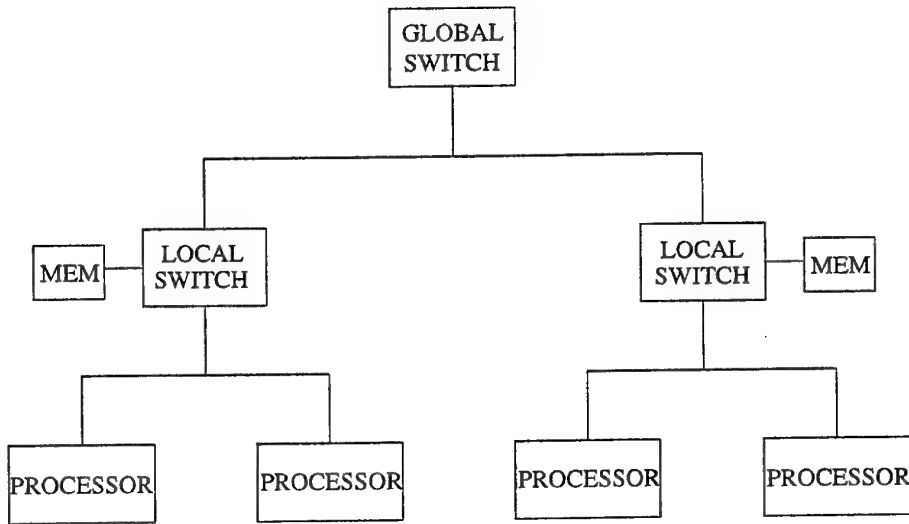 GLOBAL
SWITCH
MEM
LOCAL
SWITCH
LOCAL
SWITCH
MEM
PROCESSOR
PROCESSOR
PROCESSOR
PROCESSOR